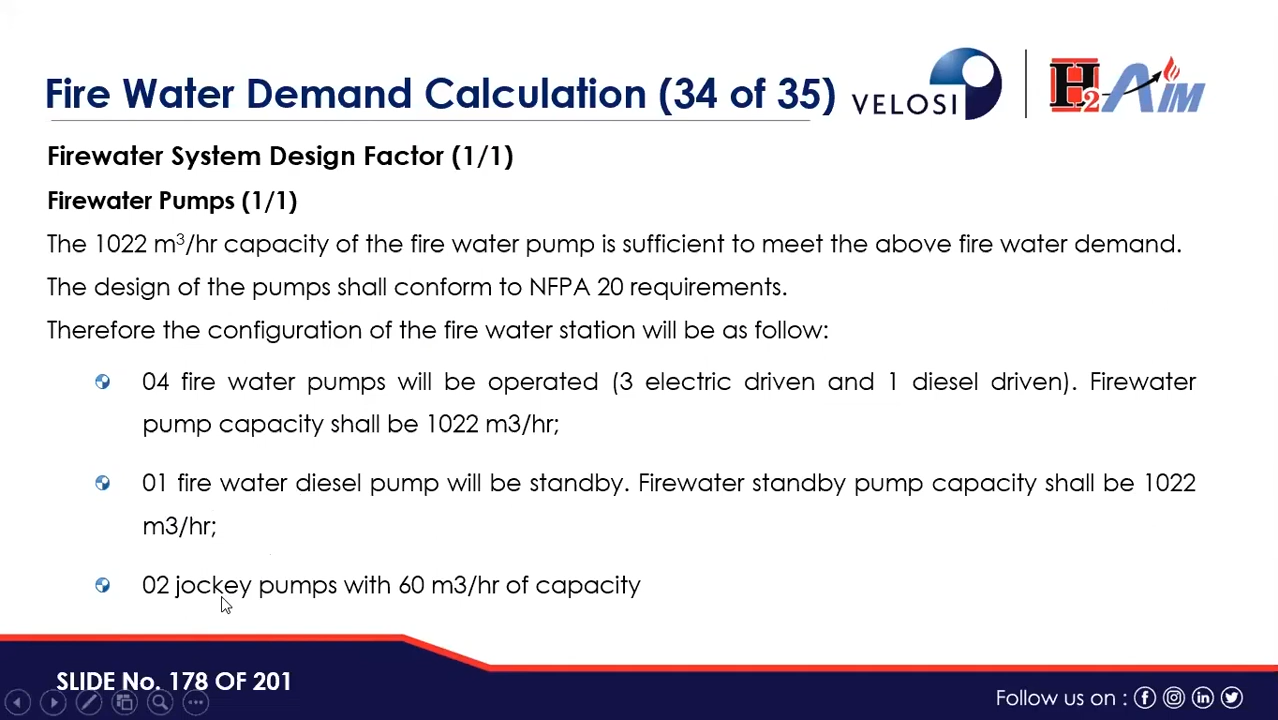 Fire Water Demand Calculation (34 of 35)
VELOSI
H2AIM
Firewater System Design Factor (1/1)
Firewater Pumps (1/1)
The 1022 m³/hr capacity of the fire water pump is sufficient to meet the above fire water demand.
The design of the pumps shall conform to NFPA 20 requirements.
Therefore the configuration of the fire water station will be as follow:
04 fire water pumps will be operated (3 electric driven and 1 diesel driven). Firewater
pump capacity shall be 1022 m3/hr;
01 fire water diesel pump will be standby. Firewater standby pump capacity shall be 1022
m3/hr;
02 jockey pumps with 60 m3/hr of capacity
SLIDE No. 178 OF 201
Follow us on :